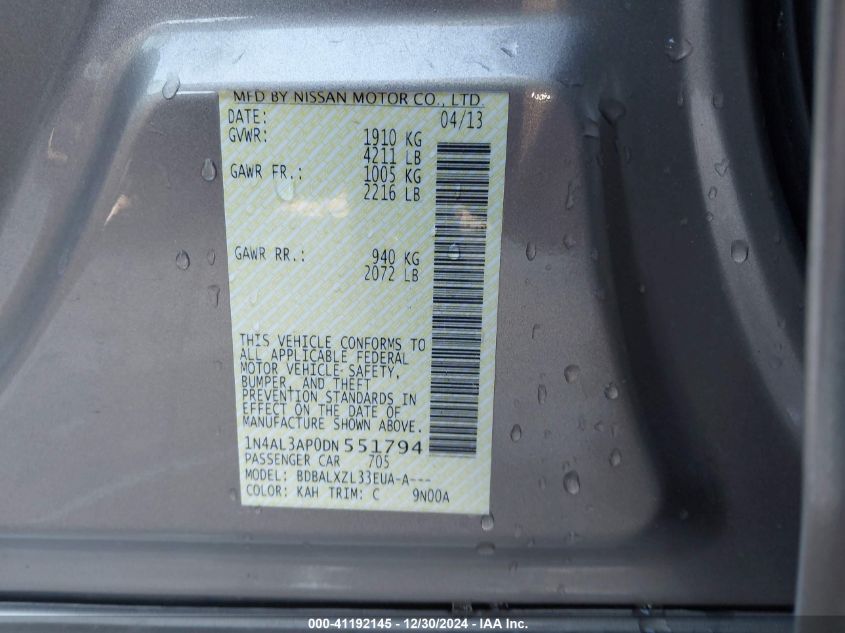 MFD BY NISSAN MOTOR CO., LTD.
DATE: 04/13
GVWR: 1910 KG
4211 LB
GAWR FR.: 1005 KG
2216 LB
GAWR RR.: 940 KG
2072 LB
THIS VEHICLE CONFORMS TO
ALL APPLICABLE FEDERAL
MOTOR VEHICLE SAFETY,
BUMPER, AND THEFT
PREVENTION STANDARDS IN
EFFECT ON THE DATE OF
MANUFACTURE SHOWN ABOVE.
1N4AL3AP0DN551794
PASSENGER CAR 705
MODEL: BDBALXZL33EUA-A---
COLOR: KAH TRIM: C 9N00A
000-41192145 - 12/30/2024 - IAA Inc.